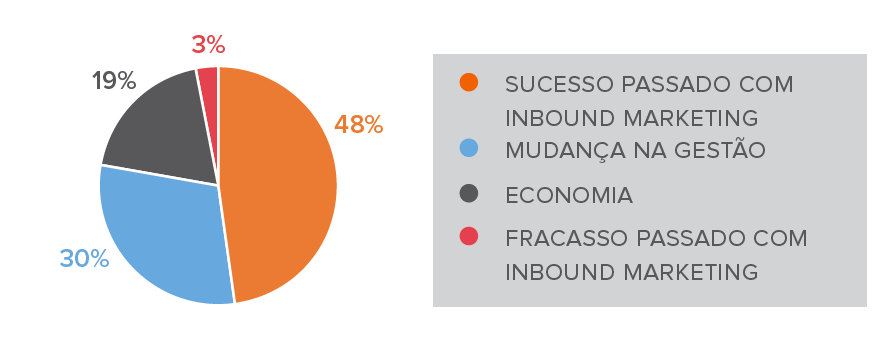 3%
19%
48%
30%
SUCESSO PASSADO COM
INBOUND MARKETING
MUDANÇA NA GESTÃO
ECONOMIA
FRACASSO PASSADO COM
INBOUND MARKETING